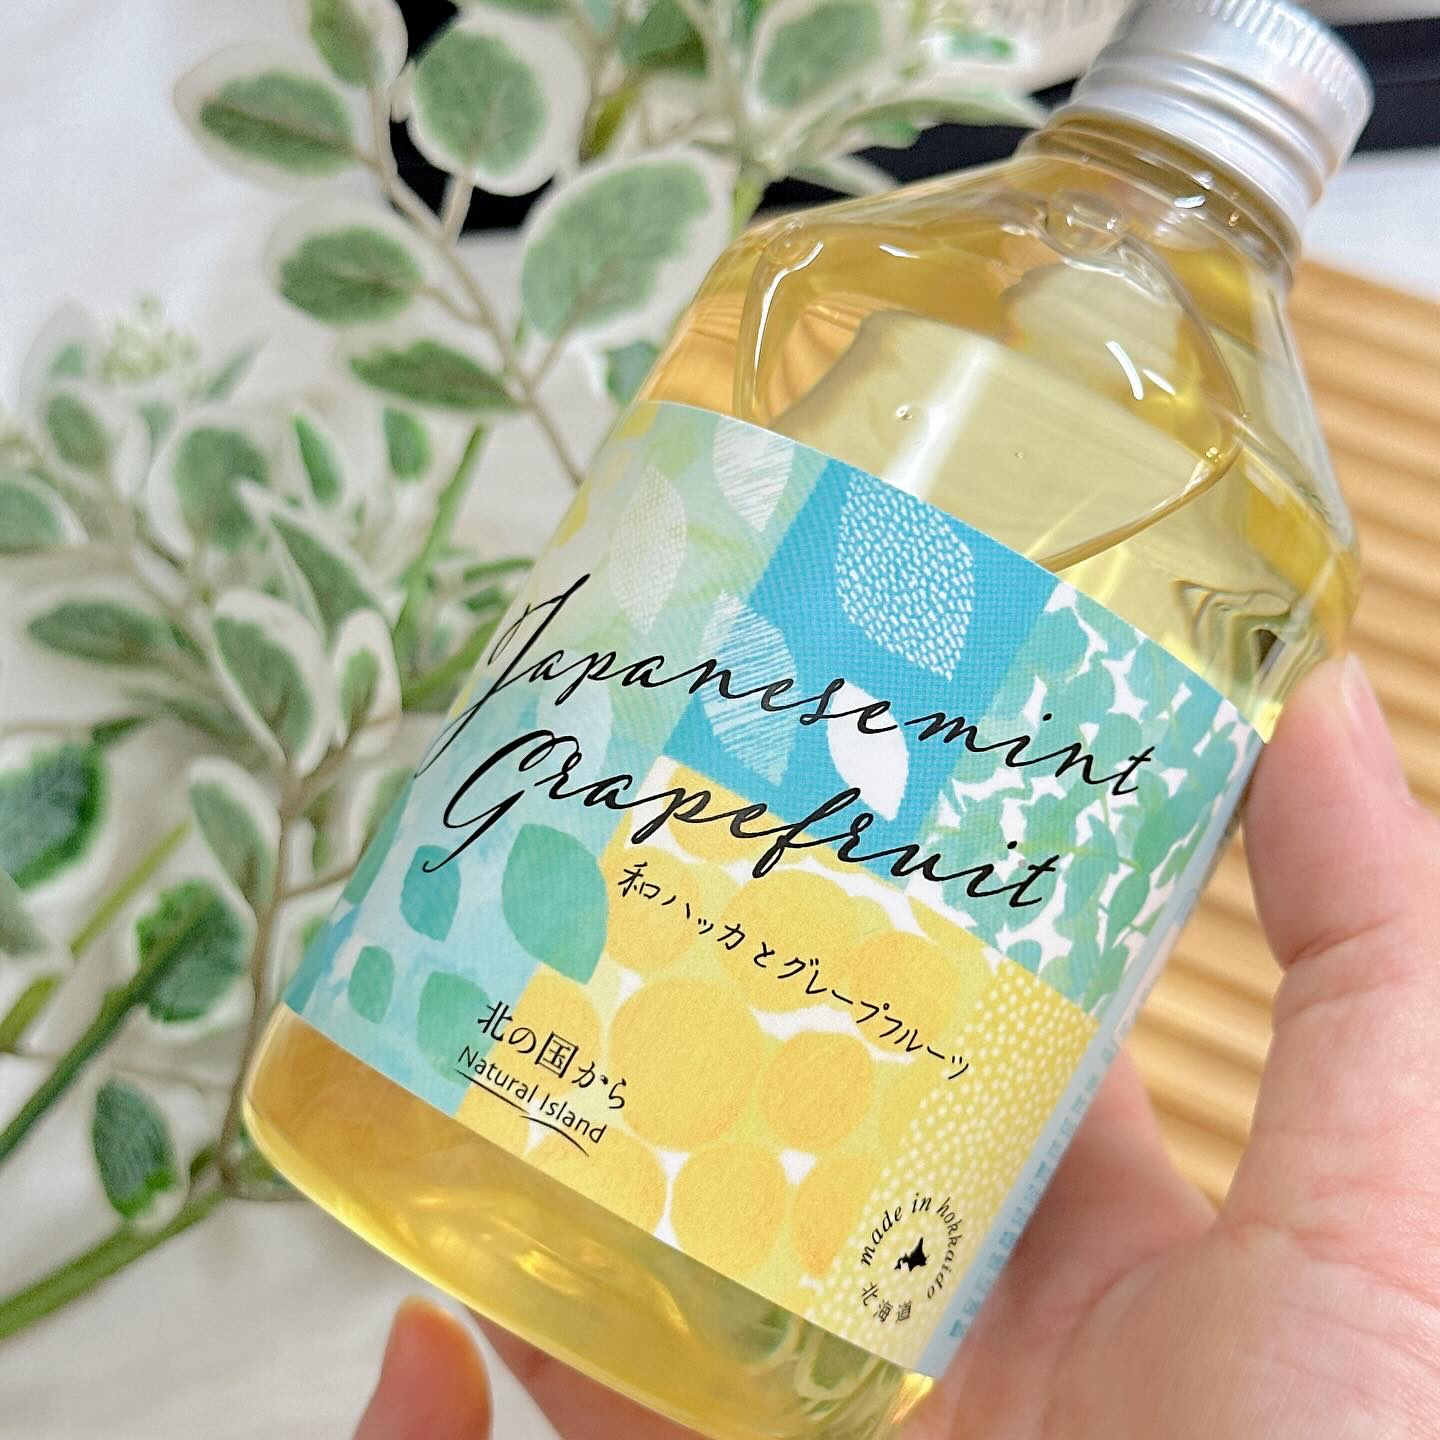 Japanesemint
Grapefruit
和ハッカとグレープフルーツ
北の国から
Natural Island
made in hokkaido
北海道